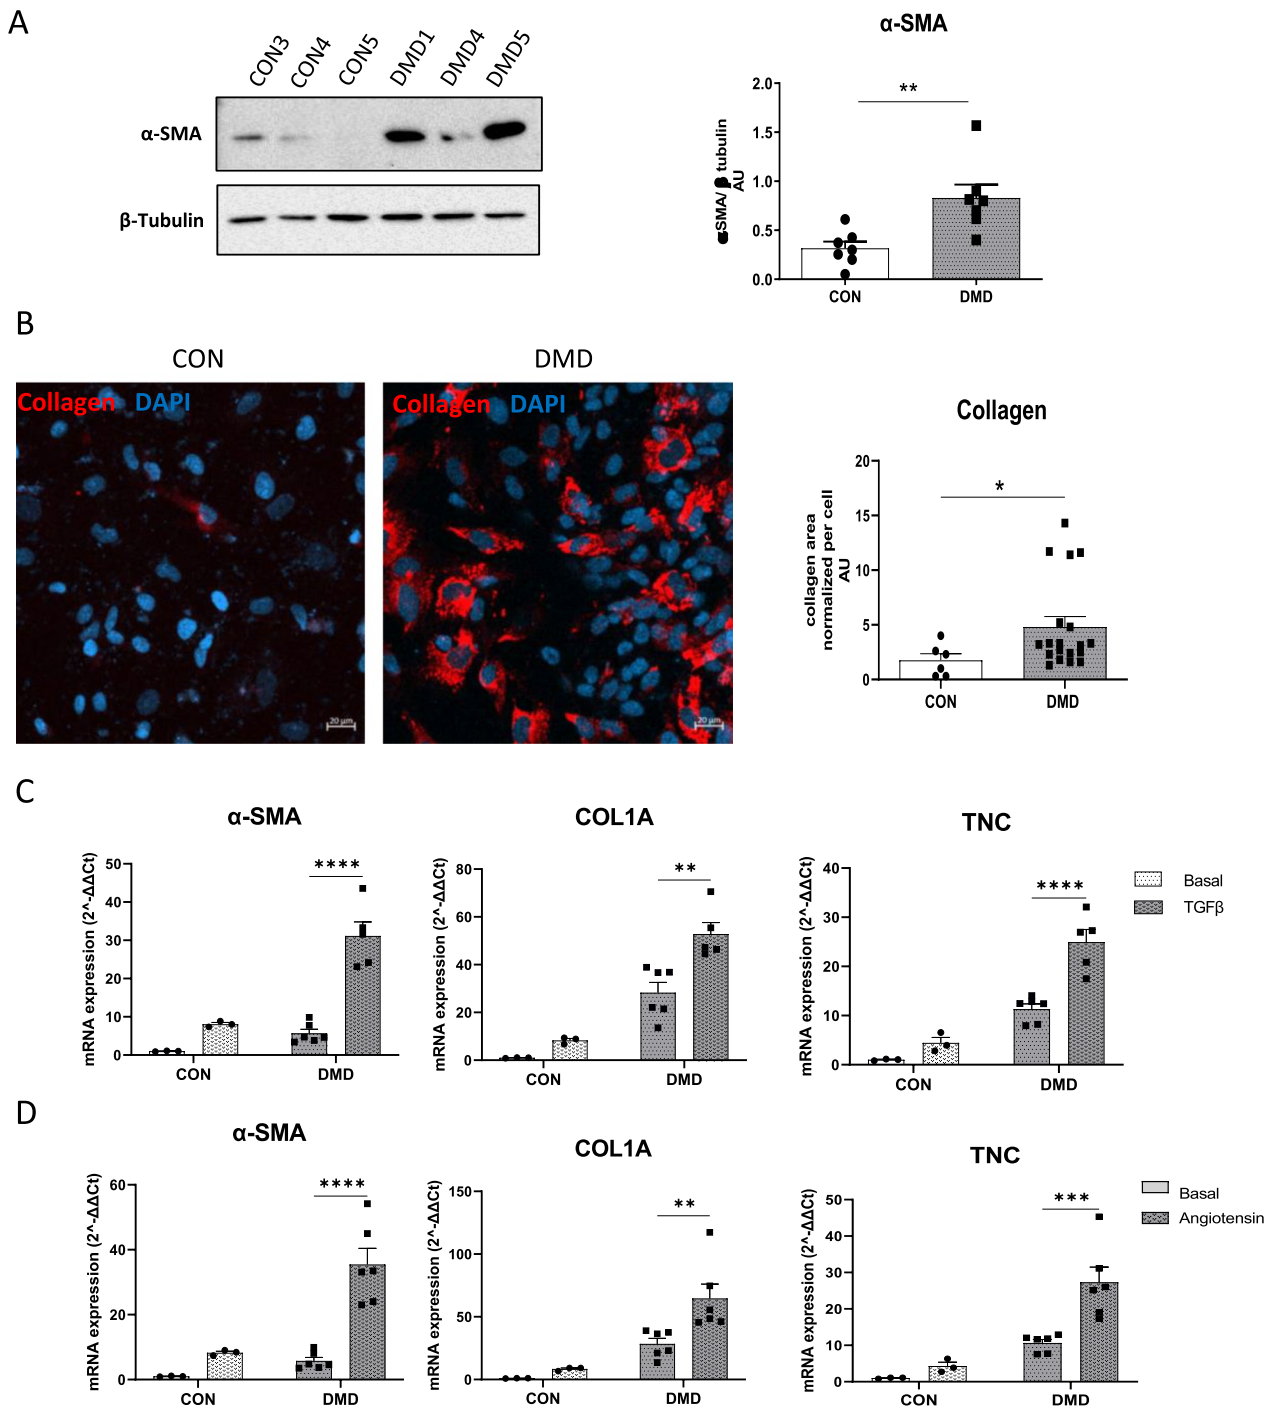 A
CON3 CON4 CON5 DMD1 DMD4 DMD5
α-SMA
β-Tubulin
α-SMA
SMA/ tubulin
AU
2.0
1.5
1.0
0.5
0.0
**
CON DMD
B
CON DMD
Collagen DAPI
20 μm
Collagen DAPI
20 μm
Collagen
collagen area
normalized per cell
AU
20
15
10
5
0
*
CON DMD
C
α-SMA
mRNA expression (2^-ΔΔCt)
50
40
30
20
10
0
****
CON DMD
COL1A
mRNA expression (2^-ΔΔCt)
80
60
40
20
0
**
CON DMD
TNC
mRNA expression (2^-ΔΔCt)
40
30
20
10
0
****
CON DMD
Basal
TGFβ
D
α-SMA
mRNA expression (2^-ΔΔCt)
60
40
20
0
****
CON DMD
COL1A
mRNA expression (2^-ΔΔCt)
150
100
50
0
**
CON DMD
TNC
mRNA expression (2^-ΔΔCt)
50
40
30
20
10
0
***
CON DMD
Basal
Angiotensin